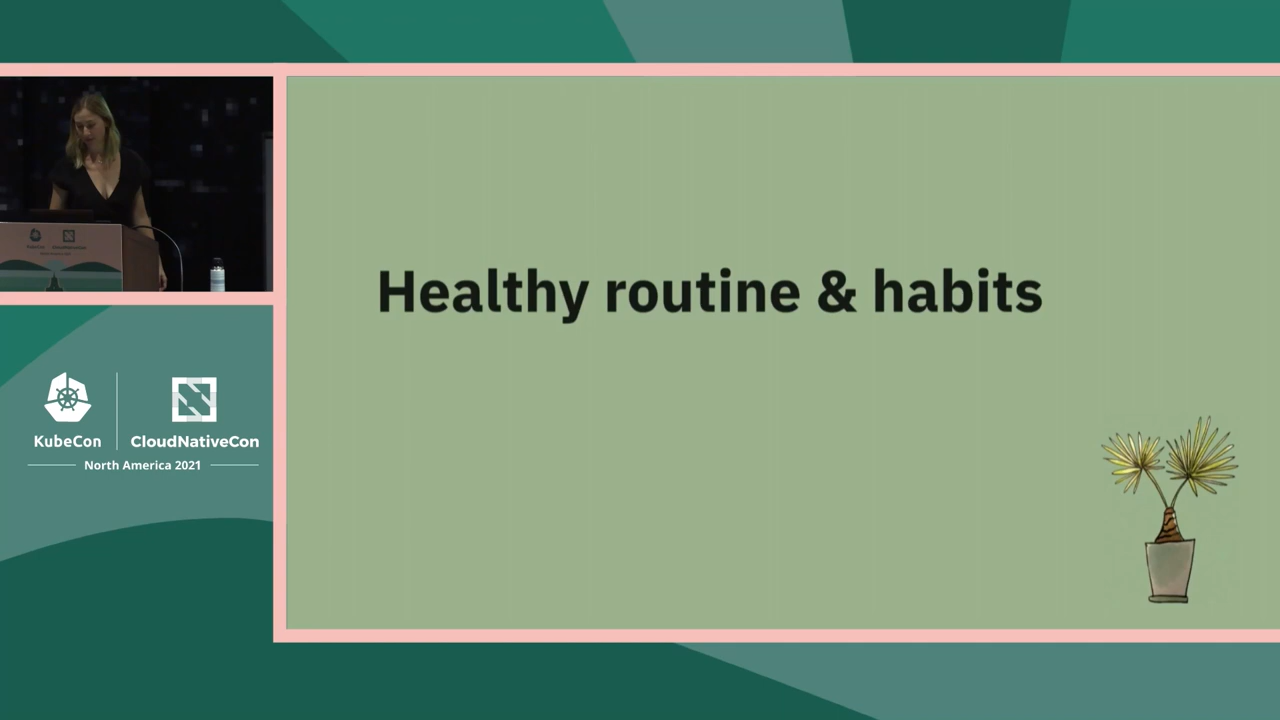 Healthy routine & habits
KubeCon
CloudNativeCon
North America 2021